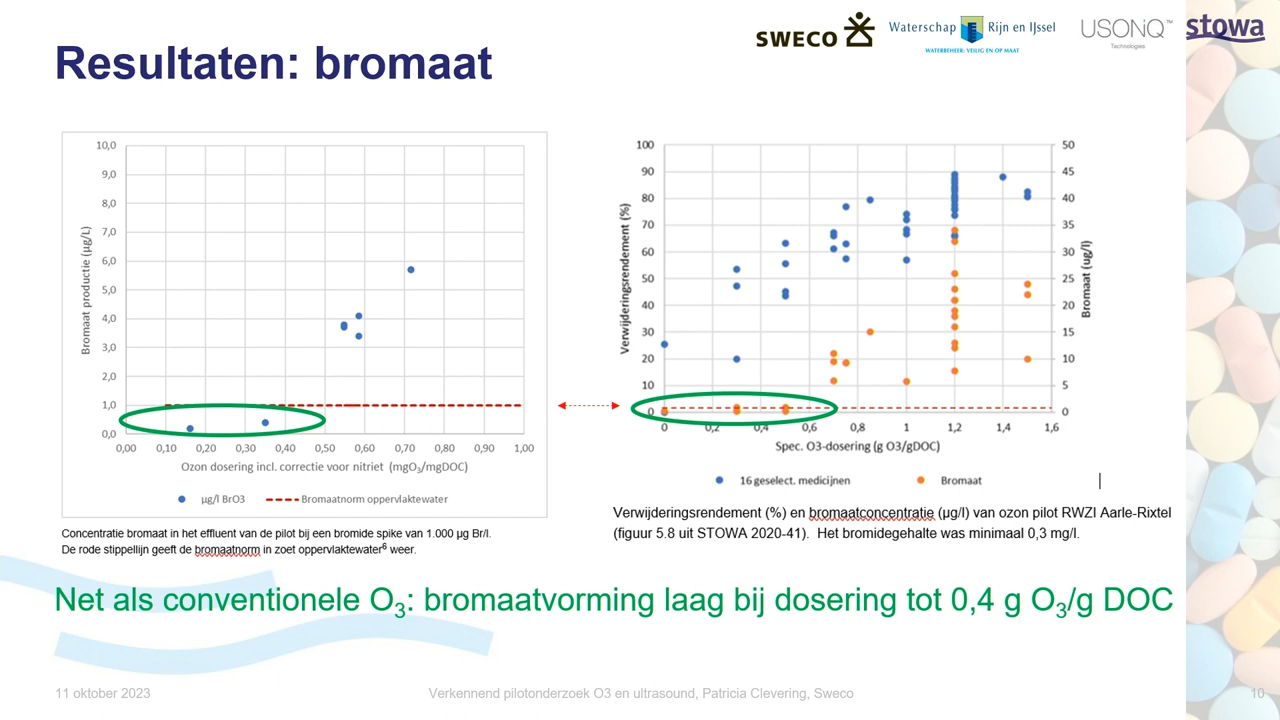 SWECO
Waterschap Rijn en IJssel
WATERBEHEER: VEILIG EN OP MAAT
USONiQ™
Technologies
stowa
Resultaten: bromaat
10,0
9,0
8,0
7,0
6,0
5,0
4,0
3,0
2,0
1,0
0,0
Bromaat productie (µg/L)
0,00 0,10 0,20 0,30 0,40 0,50 0,60 0,70 0,80 0,90 1,00
Ozon dosering incl. correctie voor nitriet (mgO₃/mgDOC)
µg/l BrO3 Bromaatnorm oppervlaktewater
Concentratie bromaat in het effluent van de pilot bij een bromide spike van 1.000 µg Br/l.
De rode stippellijn geeft de bromaatnorm in zoet oppervlaktewater⁶ weer.
100
90
80
70
60
50
40
30
20
10
0
Verwijderingsrendement (%)
50
45
40
35
30
25
20
15
10
5
0
Bromaat (ug/l)
0 0,2 0,4 0,6 0,8 1 1,2 1,4 1,6
Spec. O3-dosering (g O3/gDOC)
16 geselect. medicijnen Bromaat
Verwijderingsrendement (%) en bromaatconcentratie (µg/l) van ozon pilot RWZI Aarle-Rixtel
(figuur 5.8 uit STOWA 2020-41). Het bromidegehalte was minimaal 0,3 mg/l.
Net als conventionele O₃: bromaatvorming laag bij dosering tot 0,4 g O₃/g DOC
11 oktober 2023
Verkennend pilotonderzoek O3 en ultrasound, Patricia Clevering, Sweco
10